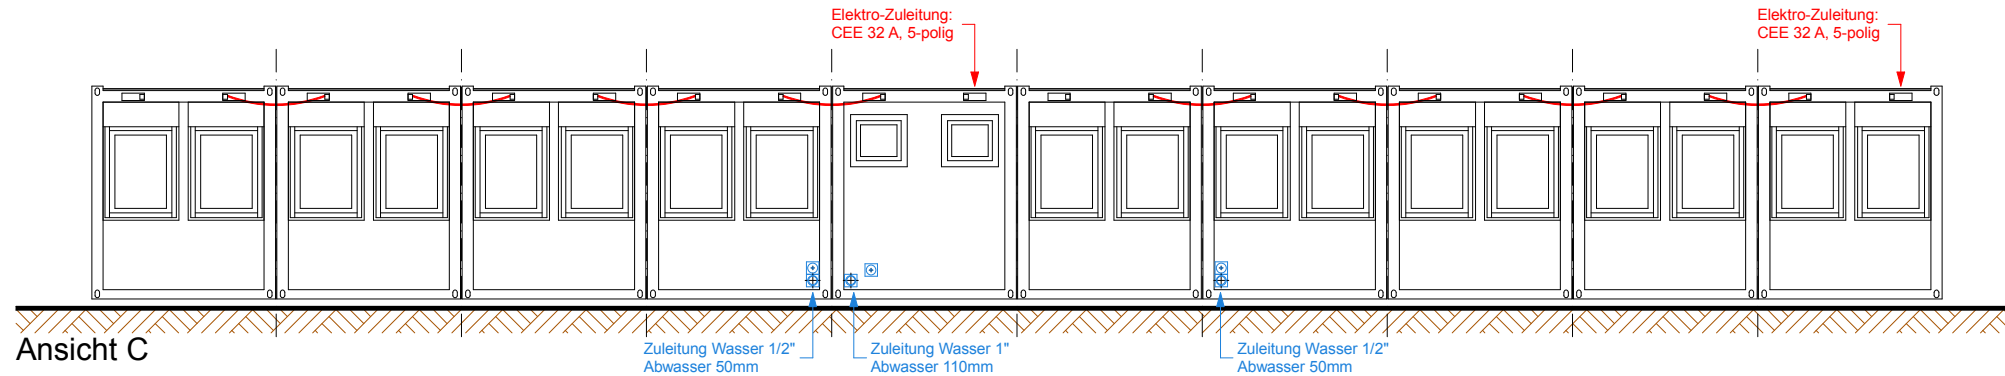 Elektro-Zuleitung:
CEE 32 A, 5-polig
Elektro-Zuleitung:
CEE 32 A, 5-polig
Ansicht C
Zuleitung Wasser 1/2"
Abwasser 50mm
Zuleitung Wasser 1"
Abwasser 110mm
Zuleitung Wasser 1/2"
Abwasser 50mm